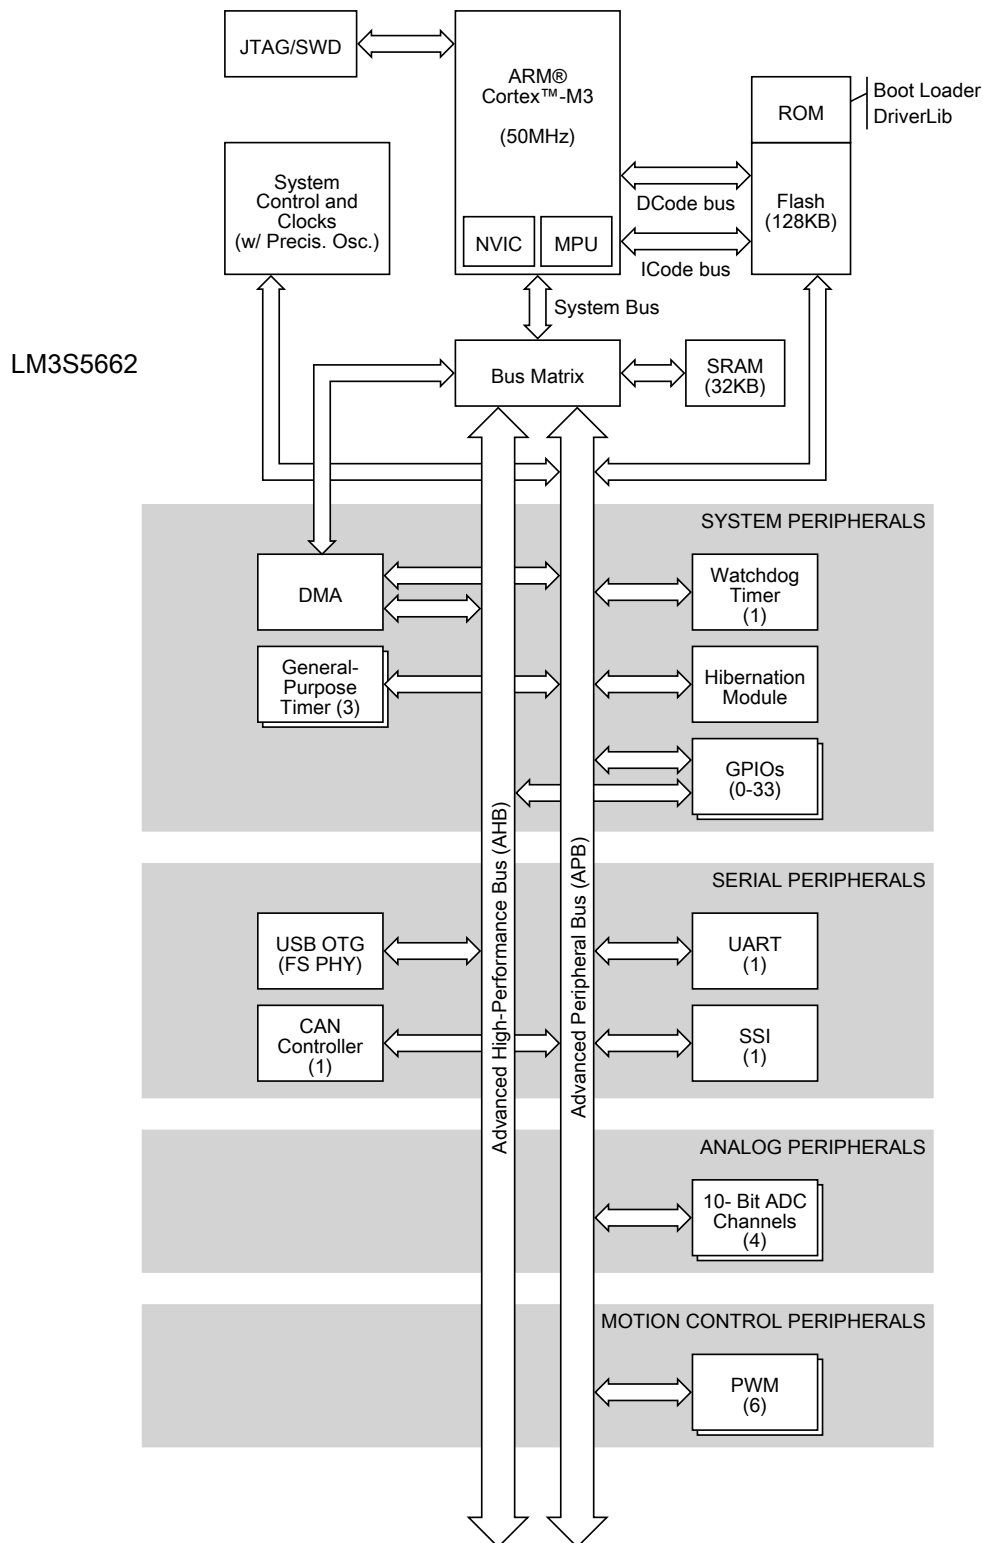 JTAG/SWD
ARM®
Cortex™-M3
(50MHz)
NVIC
MPU
ROM
Boot Loader
DriverLib
Flash
(128KB)
DCode bus
ICode bus
System
Control and
Clocks
(w/ Precis. Osc.)
System Bus
LM3S5662
Bus Matrix
SRAM
(32KB)
SYSTEM PERIPHERALS
DMA
Watchdog
Timer
(1)
General-
Purpose
Timer (3)
Hibernation
Module
GPIOs
(0-33)
Advanced High-Performance Bus (AHB)
Advanced Peripheral Bus (APB)
SERIAL PERIPHERALS
USB OTG
(FS PHY)
UART
(1)
CAN
Controller
(1)
SSI
(1)
ANALOG PERIPHERALS
10- Bit ADC
Channels
(4)
MOTION CONTROL PERIPHERALS
PWM
(6)